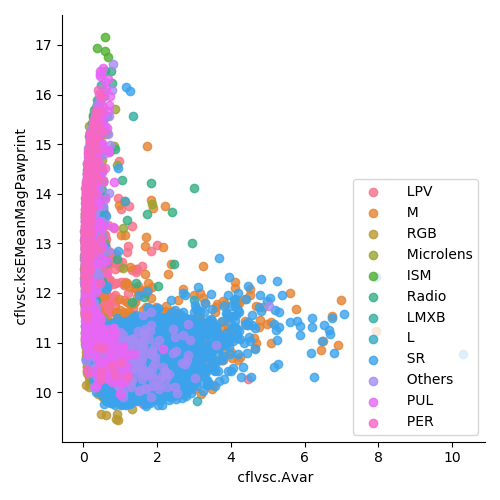 17
16
15
14
13
12
11
10
cflvsc.ksEMeanMagPawprint
0 2 4 6 8 10
cflvsc.Avar
LPV
M
RGB
Microlens
ISM
Radio
LMXB
L
SR
Others
PUL
PER